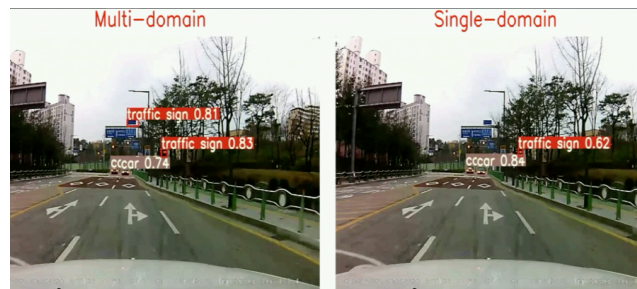 Multi-domain
Single-domain
traffic sign 0.81
traffic sign 0.83
car 0.74
traffic sign 0.62
car 0.84